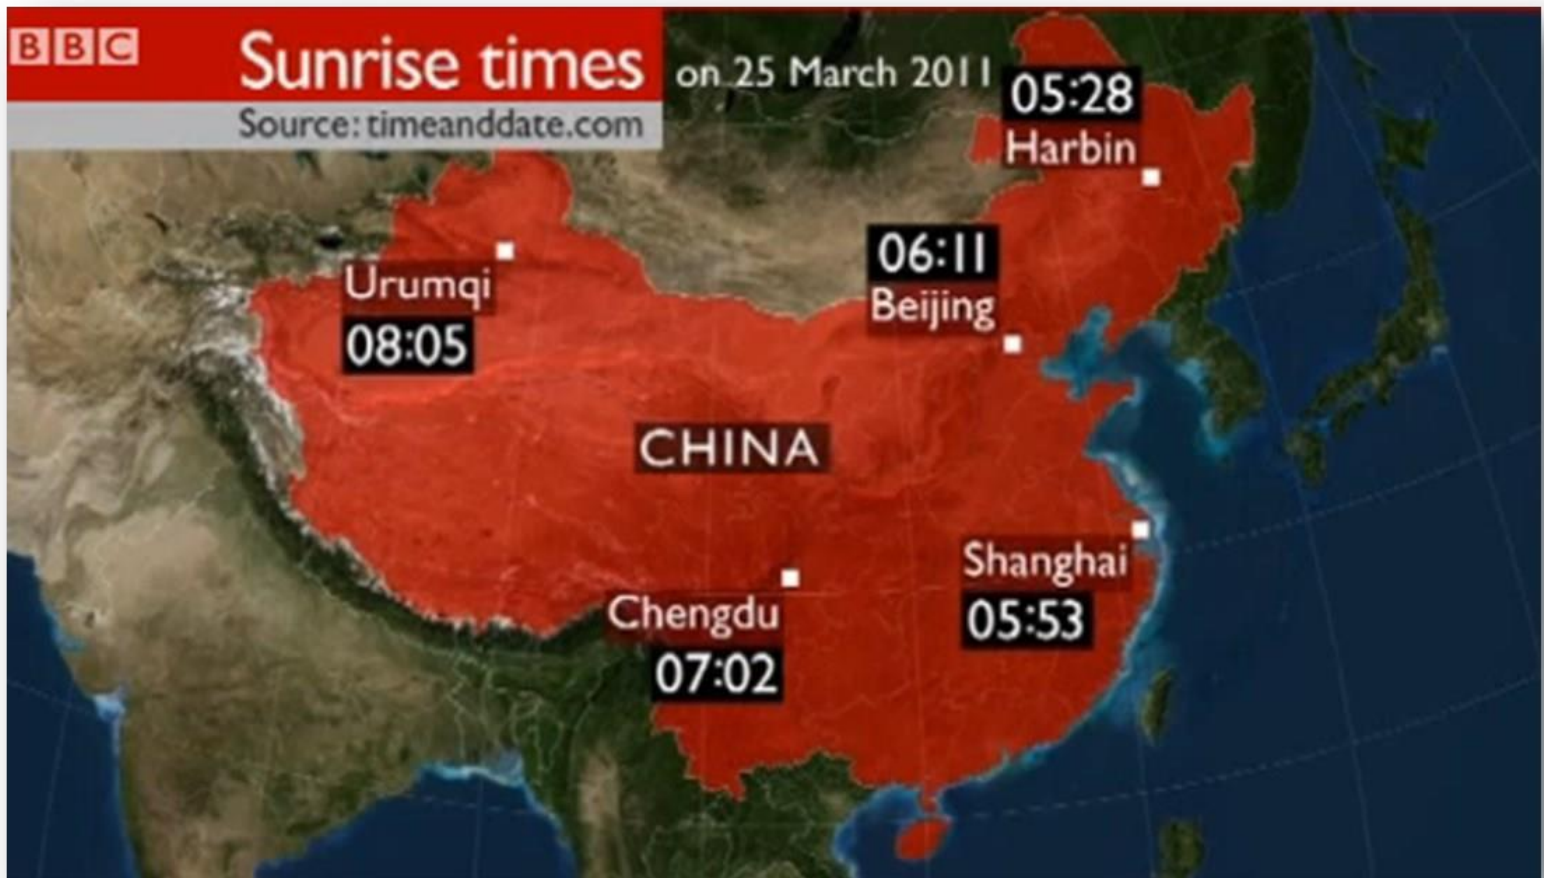 BBC
Sunrise times
on 25 March 2011
Source: timeanddate.com
05:28
Harbin
06:11
Beijing
Urumqi
08:05
CHINA
Shanghai
05:53
Chengdu
07:02